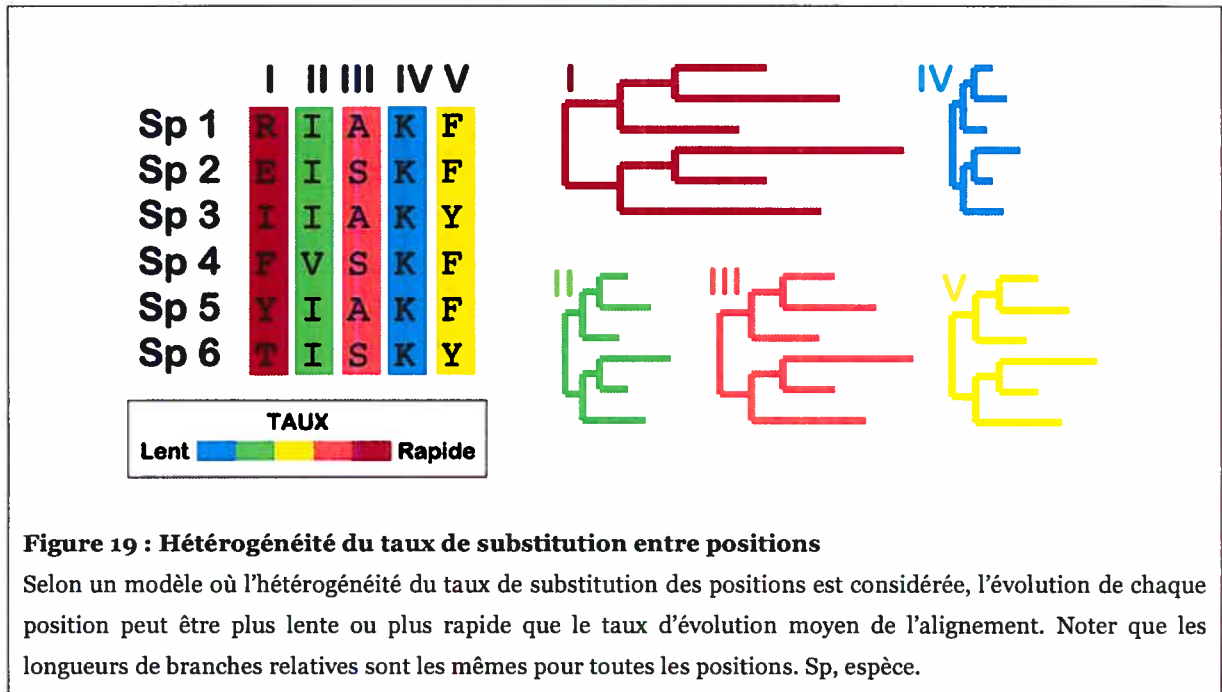 I II III IV V
Sp 1 R I A K F
Sp 2 E I S K F
Sp 3 I I A K Y
Sp 4 F V S K F
Sp 5 Y I A K F
Sp 6 T I S K Y
TAUX
Lent Rapide
I
IV
II
III
V
Figure 19 : Hétérogénéité du taux de substitution entre positions
Selon un modèle où l'hétérogénéité du taux de substitution des positions est considérée, l'évolution de chaque
position peut être plus lente ou plus rapide que le taux d'évolution moyen de l'alignement. Noter que les
longueurs de branches relatives sont les mêmes pour toutes les positions. Sp, espèce.